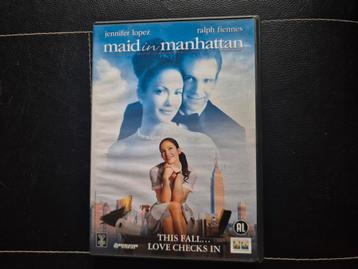 jennifer lopez ralph fiennes
maid in manhattan
THIS FALL...
LOVE CHECKS IN
AL